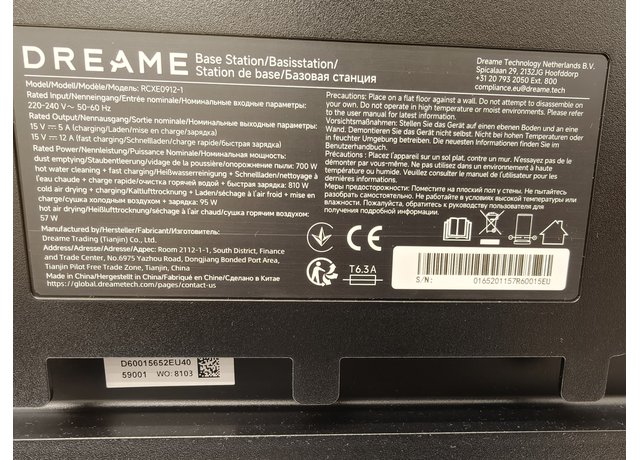 DREAME
Base Station/Basisstation/
Station de base/Базовая станция
Model/Modell/Modèle/Модель: RCXE0912-1
Rated Input/Nenneingang/Entrée nominale/Номинальные входные параметры:
220-240 V~ 50-60 Hz
Rated Output/Nennausgang/Sortie nominale/Номинальные выходные параметры:
15 V⎓5 A (charging/Laden/mise en charge/зарядка)
15 V⎓12 A (fast charging/Schnellladen/charge rapide/быстрая зарядка)
Rated Power/Nennleistung/Puissance Nominale/Номинальная мощность:
dust emptying/Staubentleerung/vidage de la poussière/опустошение пыли: 700 W
hot water cleaning + fast charging/Heißwasserreinigung + Schnellladen/nettoyage à
l'eau chaude + charge rapide/очистка горячей водой + быстрая зарядка: 810 W
cold air drying + charging/Kaltlufttrocknung + Laden/séchage à l'air froid + mise en
charge/сушка холодным воздухом + зарядка: 95 W
hot air drying/Heißlufttrocknung/séchage à l'air chaud/сушка горячим воздухом:
57 W
Manufactured by/Hersteller/Fabricant/Изготовитель:
Dreame Trading (Tianjin) Co., Ltd.
Address/Adresse/Adresse/Адрес: Room 2112-1-1, South District, Finance
and Trade Center, No.6975 Yazhou Road, Dongjiang Bonded Port Area,
Tianjin Pilot Free Trade Zone, Tianjin, China
Made in China/Hergestellt in China/Fabriqué en Chine/Сделано в Китае
https://global.dreametech.com/pages/contact-us
Dreame Technology Netherlands B.V.
Spicalaan 29, 2132JG Hoofddorp
+31 20 793 2050 Ext. 802
compliance.eu@dreame.tech
Precautions: Place on a flat floor against a wall. Do not attempt to disassemble on
your own. Do not operate in high temperature or moisture environments. Please refer
to the user manual for latest information.
Vorsichtsmaßnahmen: Stellen Sie das Gerät auf einen ebenen Boden und an eine
Wand. Demontieren Sie das Gerät nicht selbst. Nicht in Umgebungen mit hohen Temperaturen oder
in feuchter Umgebung betreiben. Die neuesten Informationen finden Sie im
Benutzerhandbuch.
Précautions: Placez l'appareil sur un sol plat, contre un mur. N'essayez pas de le
démonter vous-même. Ne pas utilisez dans un environnement à haute
température ou humide. Veuillez consulter le manuel de l'utilisateur pour les
dernières informations.
Меры предосторожности: Поместите на плоский пол у стены. Не пытайтесь
разобрать самостоятельно. Не использовать в условиях высокой температуры или
влажности. Пожалуйста, обратитесь к руководству пользователя для
получения подробной информации.
CE
T6.3A
S/N:
0165201157R60015EU
D60015652EU40
59001 WO: 8103